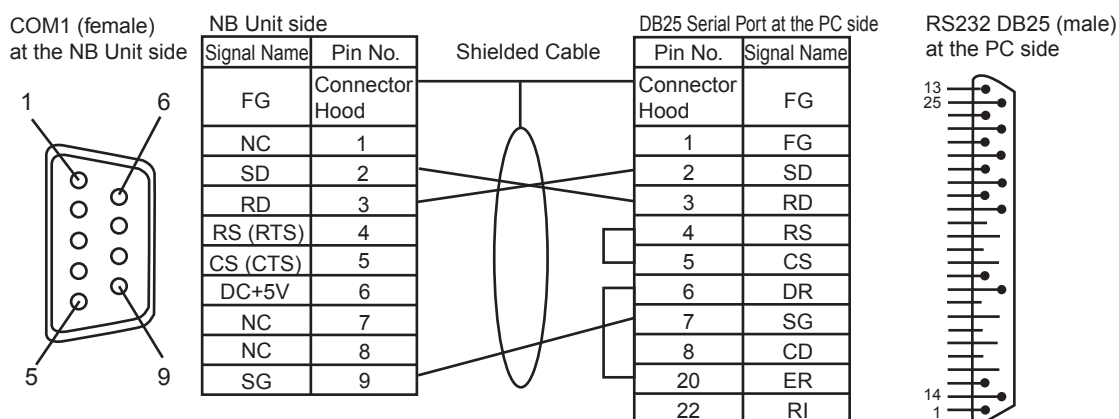 COM1 (female)
at the NB Unit side
1 6
5 9
NB Unit side
Signal Name Pin No.
FG Connector Hood
NC 1
SD 2
RD 3
RS (RTS) 4
CS (CTS) 5
DC+5V 6
NC 7
NC 8
SG 9
Shielded Cable
DB25 Serial Port at the PC side
Pin No. Signal Name
Connector Hood FG
1 FG
2 SD
3 RD
4 RS
5 CS
6 DR
7 SG
8 CD
20 ER
22 RI
RS232 DB25 (male)
at the PC side
13
25
14
1